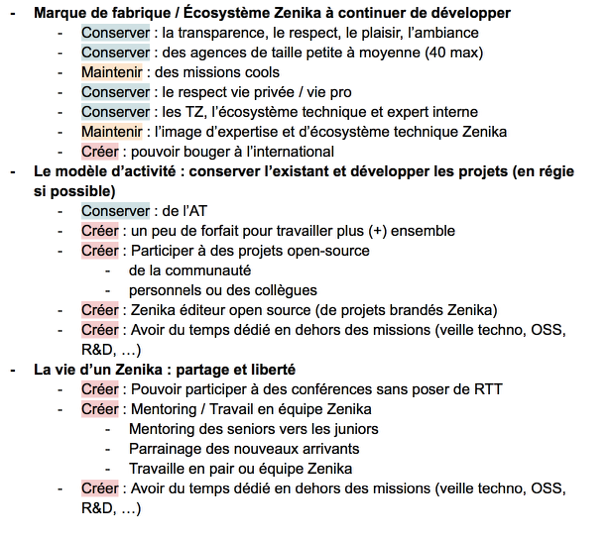 - Marque de fabrique / Écosystème Zenika à continuer de développer
- Conserver : la transparence, le respect, le plaisir, l'ambiance
- Conserver : des agences de taille petite à moyenne (40 max)
- Maintenir : des missions cools
- Conserver : le respect vie privée / vie pro
- Conserver : les TZ, l'écosystème technique et expert interne
- Maintenir : l'image d'expertise et d'écosystème technique Zenika
- Créer : pouvoir bouger à l'international
- Le modèle d'activité : conserver l'existant et développer les projets (en régie
si possible)
- Conserver : de l'AT
- Créer : un peu de forfait pour travailler plus (+) ensemble
- Créer : Participer à des projets open-source
- de la communauté
- personnels ou des collègues
- Créer : Zenika éditeur open source (de projets brandés Zenika)
- Créer : Avoir du temps dédié en dehors des missions (veille techno, OSS,
R&D, …)
- La vie d'un Zenika : partage et liberté
- Créer : Pouvoir participer à des conférences sans poser de RTT
- Créer : Mentoring / Travail en équipe Zenika
- Mentoring des seniors vers les juniors
- Parrainage des nouveaux arrivants
- Travaille en pair ou équipe Zenika
- Créer : Avoir du temps dédié en dehors des missions (veille techno, OSS,
R&D, …)